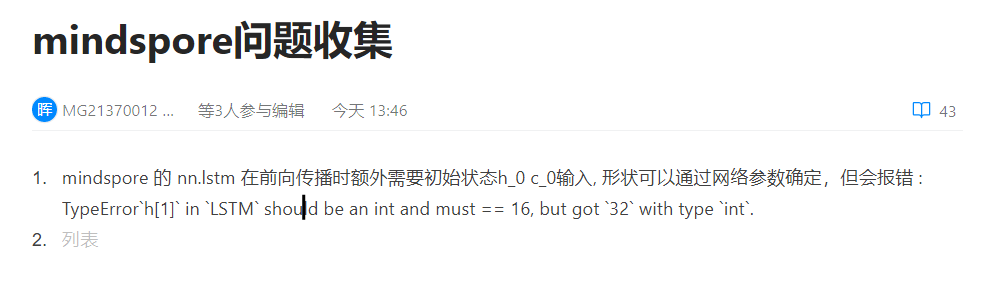 mindspore问题收集
晖 MG21370012 ... 等3人参与编辑 今天 13:46 43
1. mindspore 的 nn.lstm 在前向传播时额外需要初始状态h_0 c_0输入, 形状可以通过网络参数确定，但会报错：
TypeError`h[1]` in `LSTM` should be an int and must == 16, but got `32` with type `int`.
2. 列表